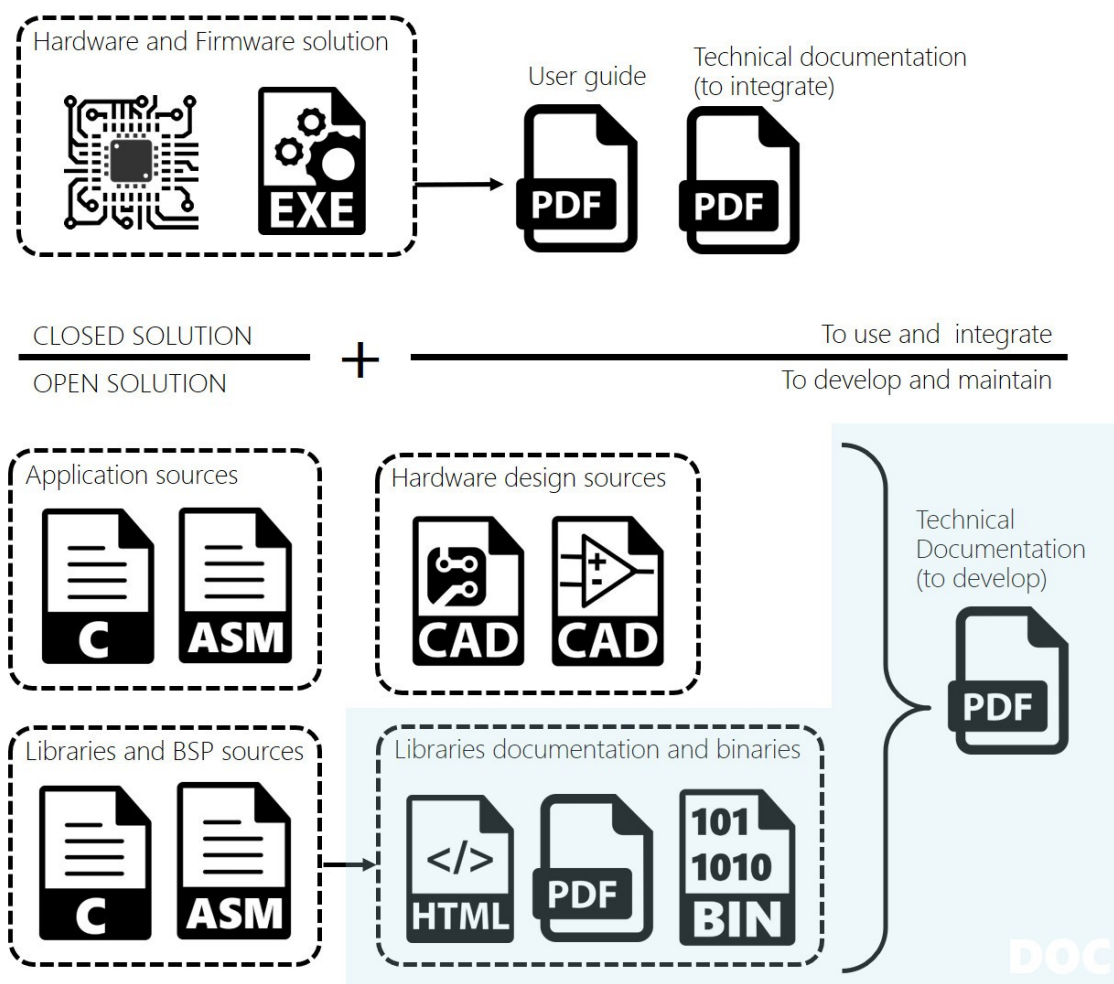 Hardware and Firmware solution
EXE
User guide
PDF
Technical documentation
(to integrate)
PDF
CLOSED SOLUTION
OPEN SOLUTION
+
To use and integrate
To develop and maintain
Application sources
C
ASM
Hardware design sources
CAD
+
-
CAD
Technical
Documentation
(to develop)
PDF
Libraries and BSP sources
C
ASM
Libraries documentation and binaries
</>
HTML
PDF
101
1010
BIN
DOC